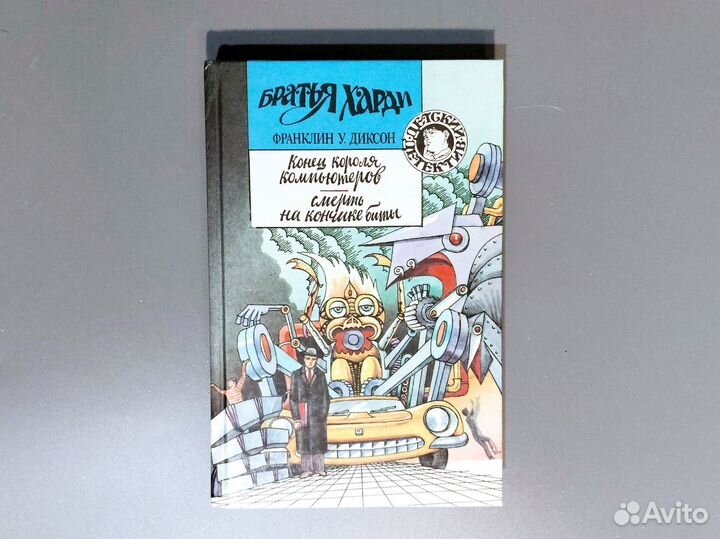 БРАТЬЯ ХАРДИ
ФРАНКЛИН У. ДИКСОН
Конец короля
компьютеров
смерть
на кончике биты
ДЕТСКИЙ
ДЕТЕКТИВ
Avito